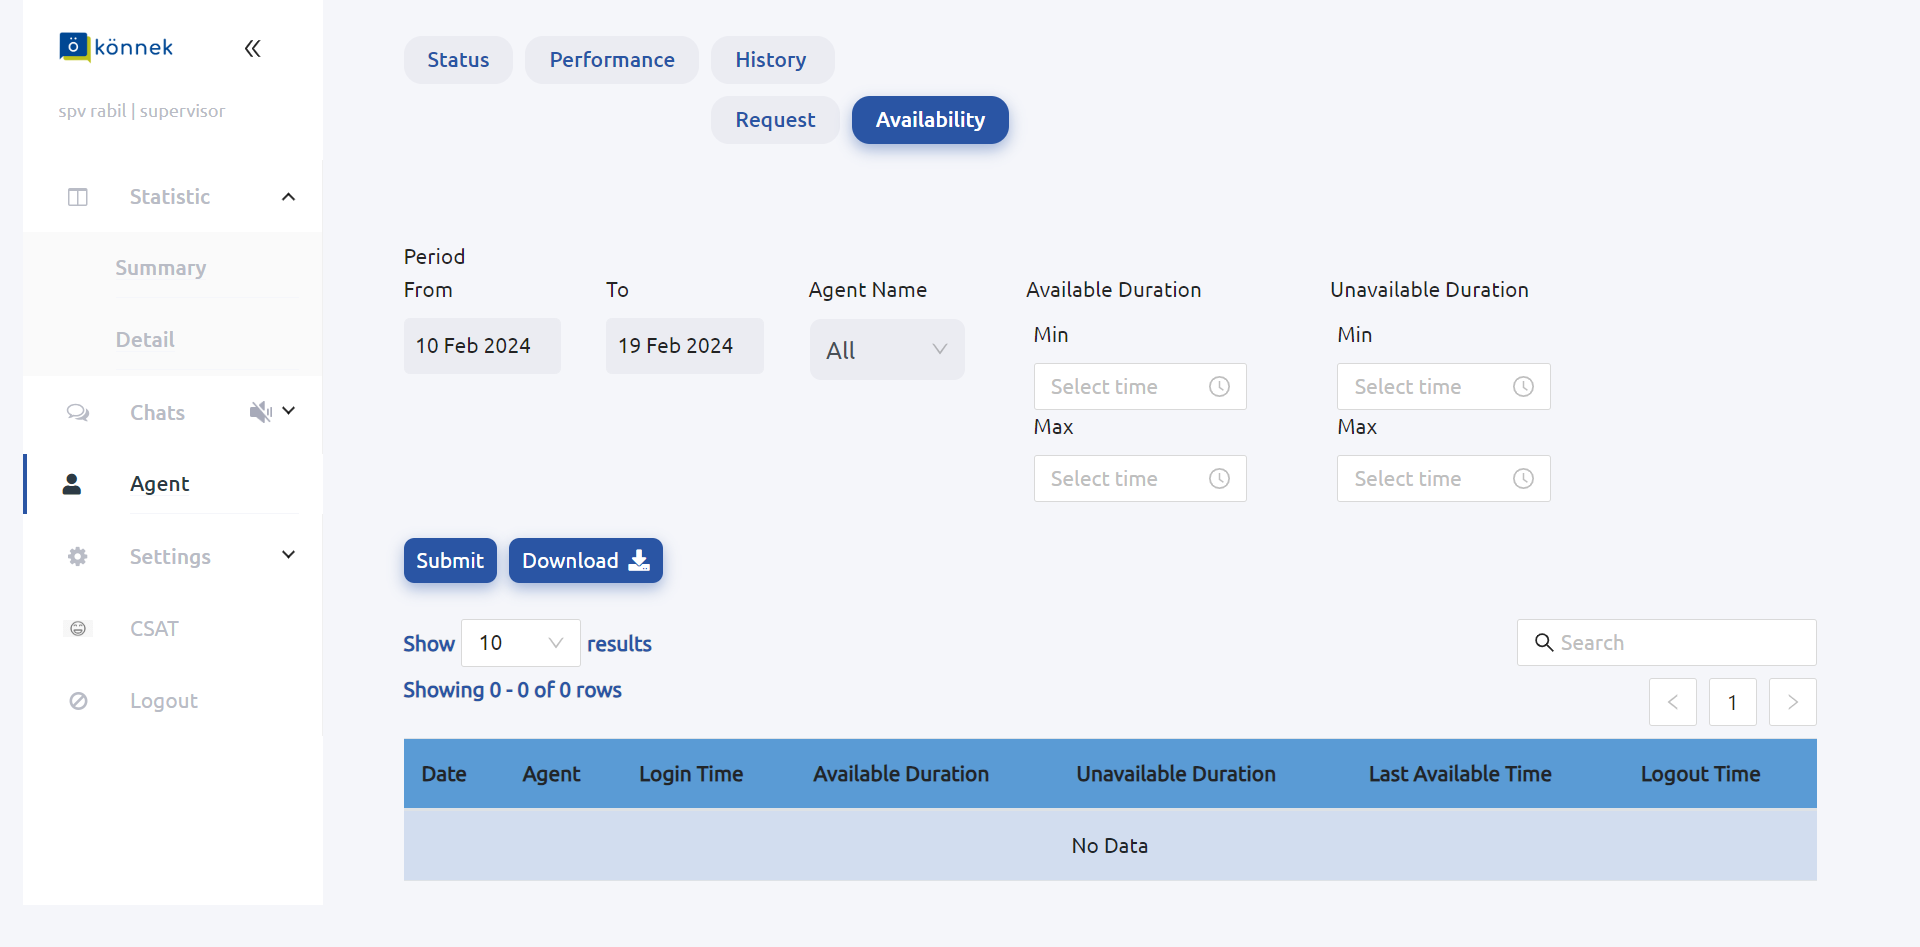 ö könnek
spv rabil | supervisor
Statistic
Summary
Detail
Chats
Agent
Settings
CSAT
Logout
Status
Performance
History
Request
Availability
Period
From
To
Agent Name
Available Duration
Unavailable Duration
10 Feb 2024
19 Feb 2024
All
Min
Min
Select time
Select time
Max
Max
Select time
Select time
Submit
Download
Show 10 results
Search
Showing 0 - 0 of 0 rows
< 1 >
Date Agent Login Time Available Duration Unavailable Duration Last Available Time Logout Time
No Data